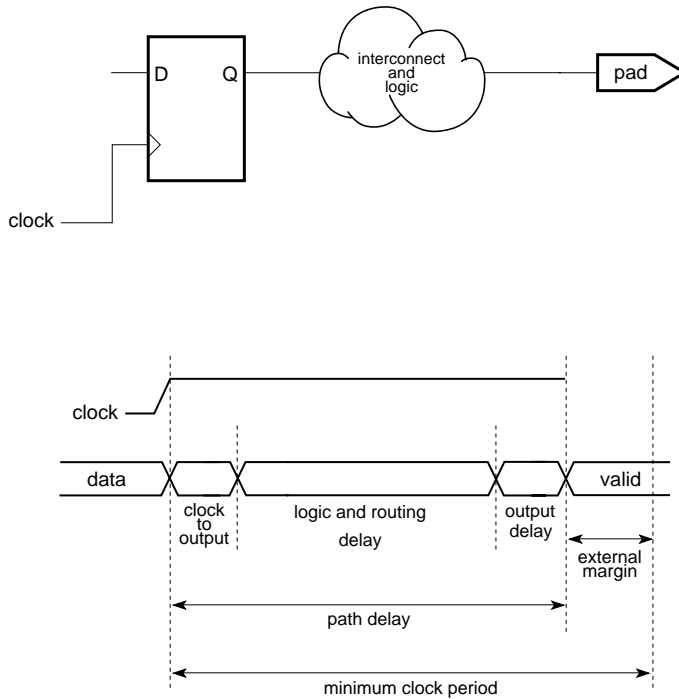 interconnect
and
logic
pad
D
Q
clock
clock
data
valid
clock
to
output
logic and routing
delay
output
delay
external
margin
path delay
minimum clock period